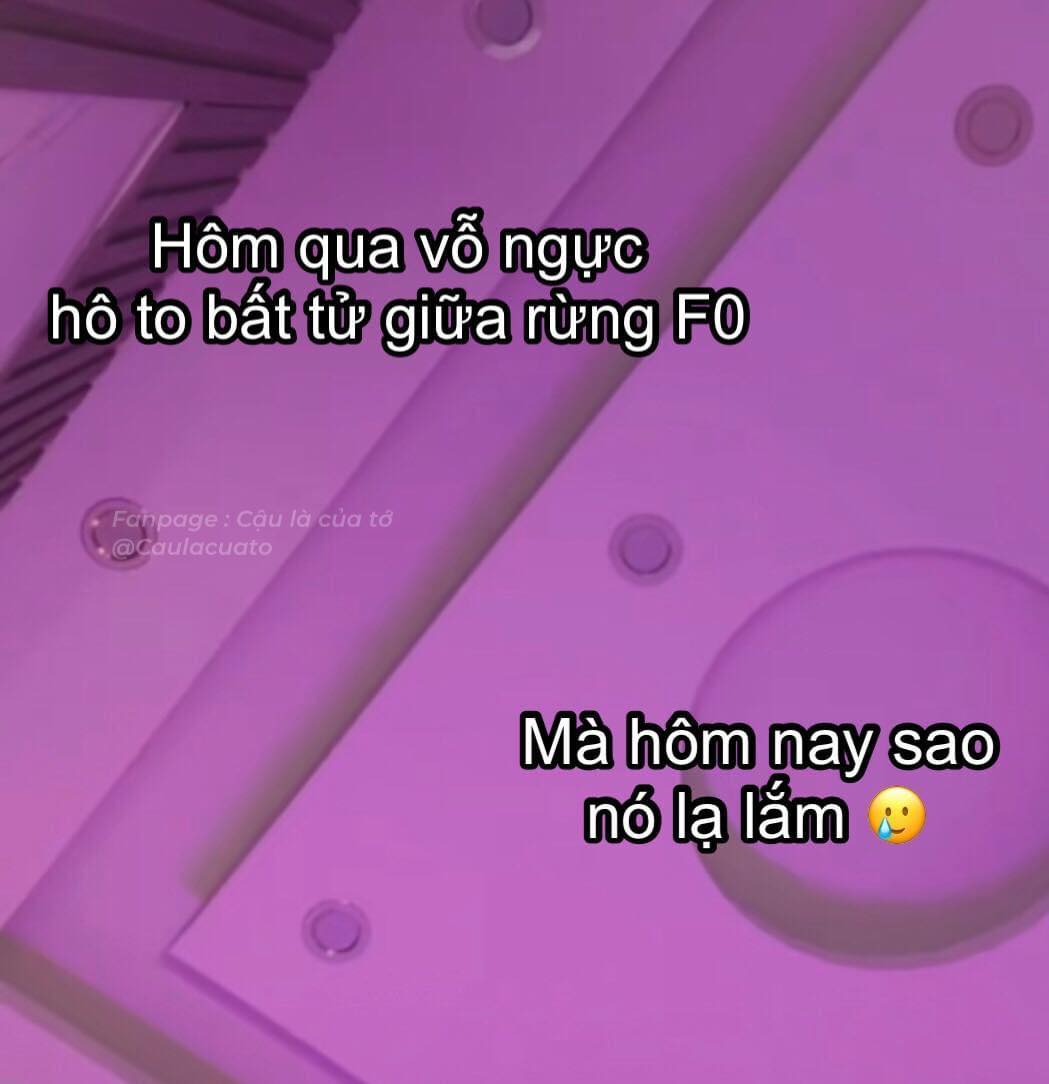 Hôm qua vỗ ngực
hô to bất tử giữa rừng F0
Fanpage : Cậu là của tớ
@Caulacuato
Mà hôm nay sao
nó lạ lắm 🥲